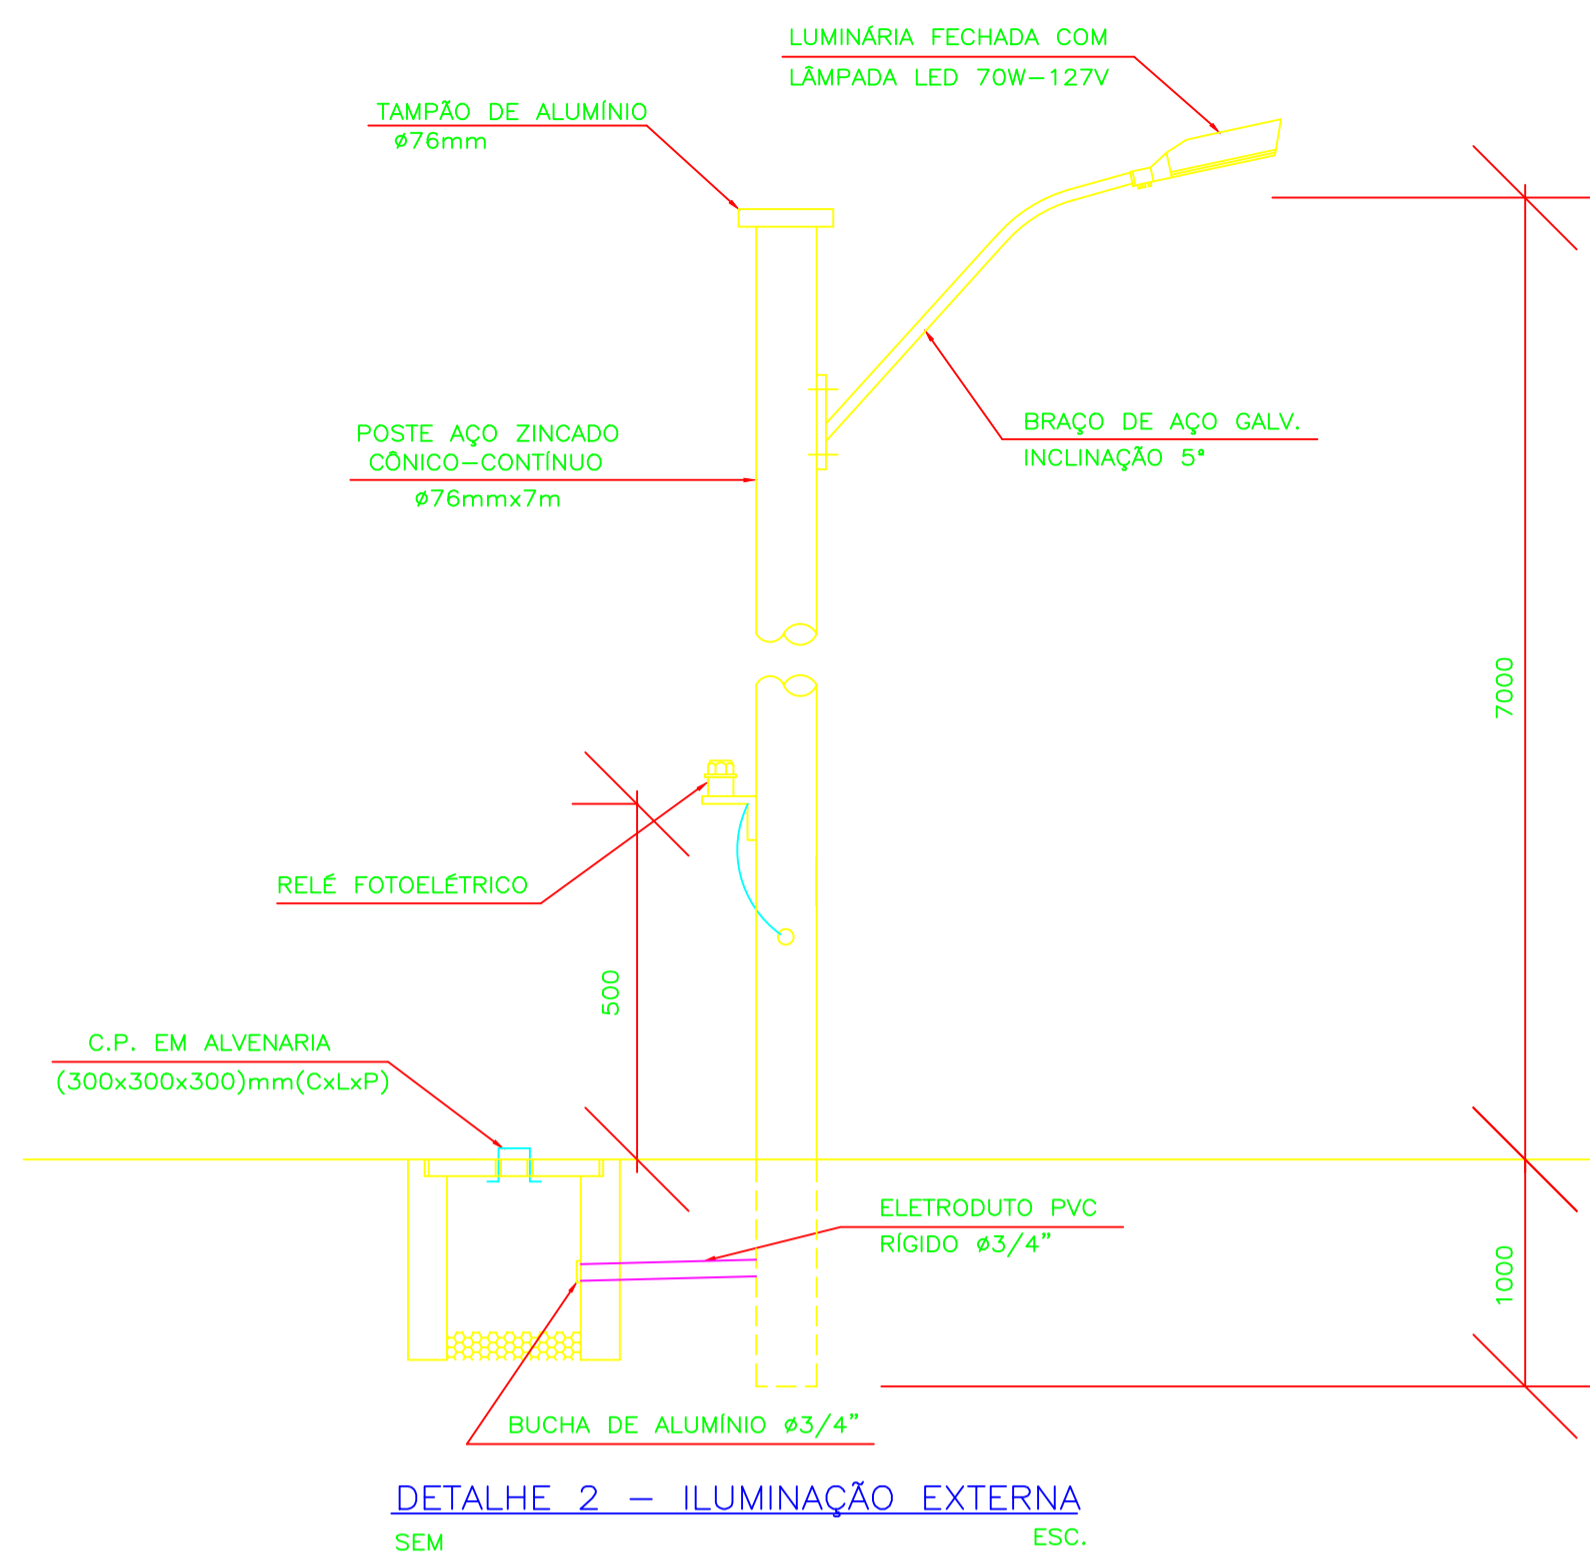 LUMINÁRIA FECHADA COM
LÂMPADA LED 70W-127V
TAMPÃO DE ALUMÍNIO
ø76mm
POSTE AÇO ZINCADO
CÔNICO-CONTÍNUO
ø76mmx7m
BRAÇO DE AÇO GALV.
INCLINAÇÃO 5°
7000
RELÉ FOTOELÉTRICO
500
C.P. EM ALVENARIA
(300x300x300)mm(CxLxP)
ELETRODUTO PVC
RÍGIDO ø3/4"
1000
BUCHA DE ALUMÍNIO ø3/4"
DETALHE 2 - ILUMINAÇÃO EXTERNA
SEM ESC.